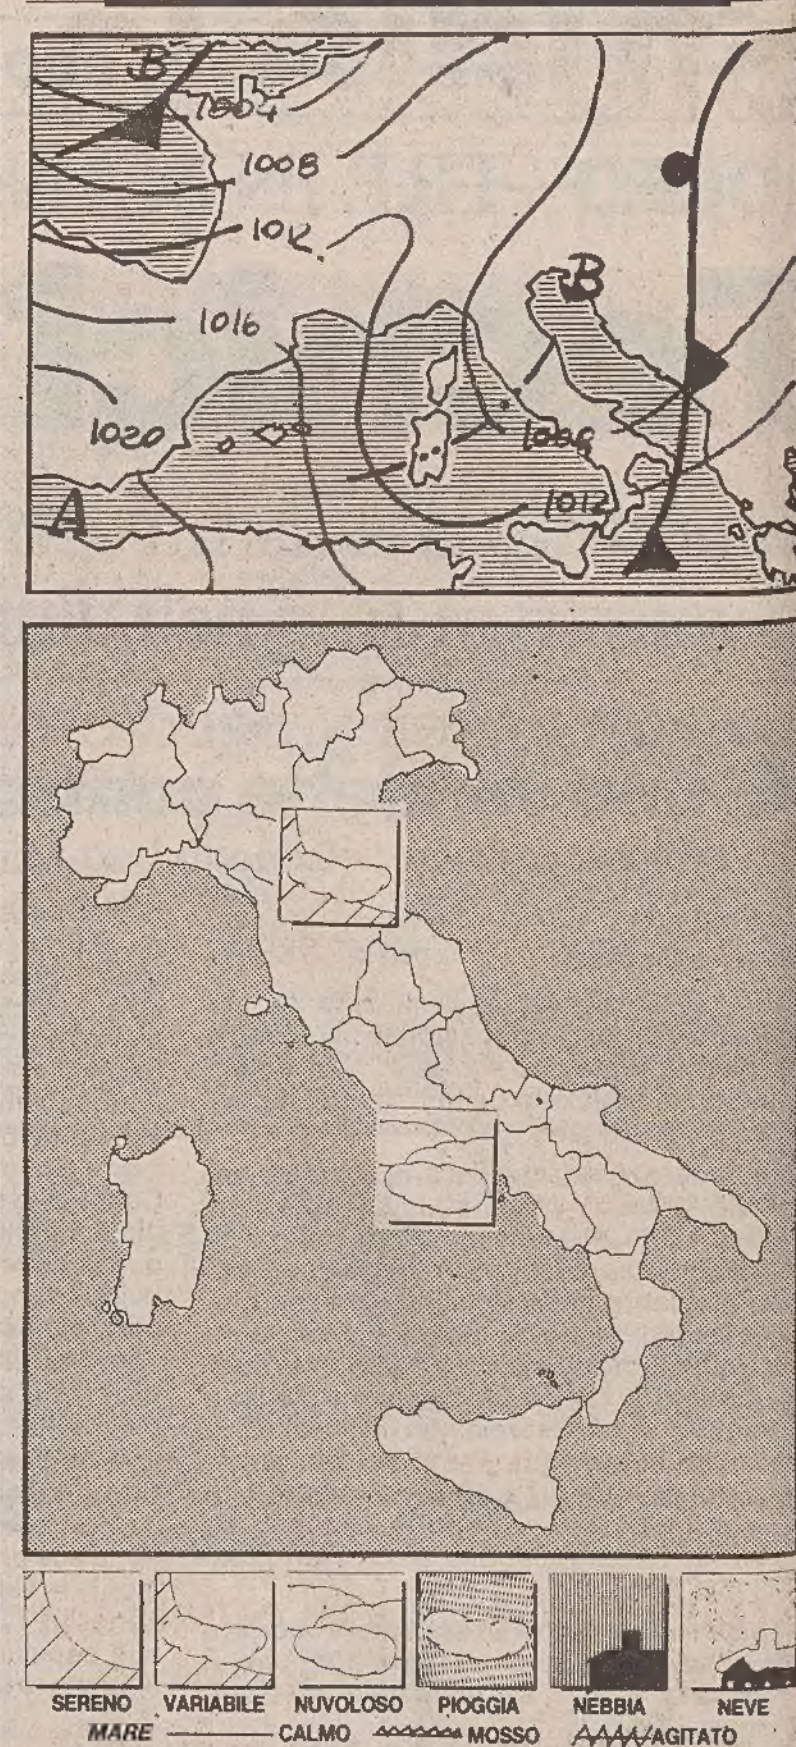 B
1004
1008
1012
B
1016
1020
1008
1012
A
SERENO VARIABILE NUVOLOSO PIOGGIA NEBBIA NEVE
MARE CALMO MOSSO AGITATO